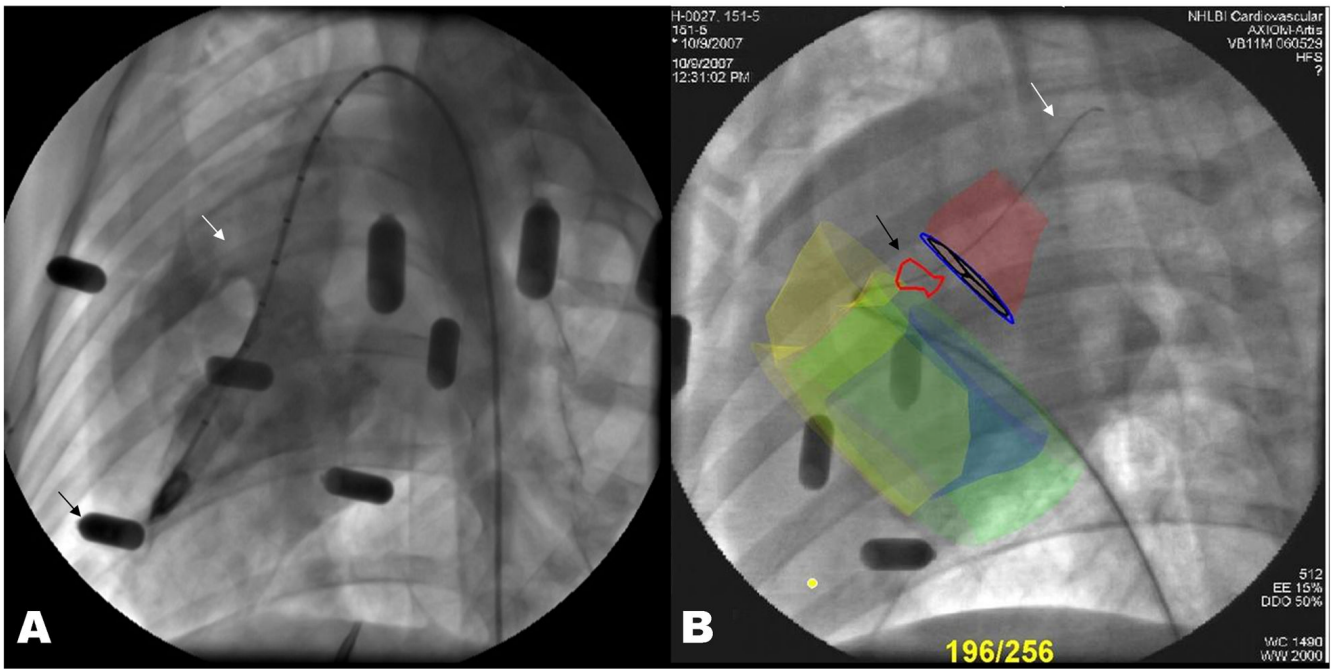 H-0027, 151-5
151-5
* 10/9/2007
10/9/2007
12:31:02 PM
NHLBI Cardiovascular
AXIOM-Artis
VB11M 060529
HFS
?
A
B
196/256
512
EE 15%
DDO 50%
WC 1490
WW 2000